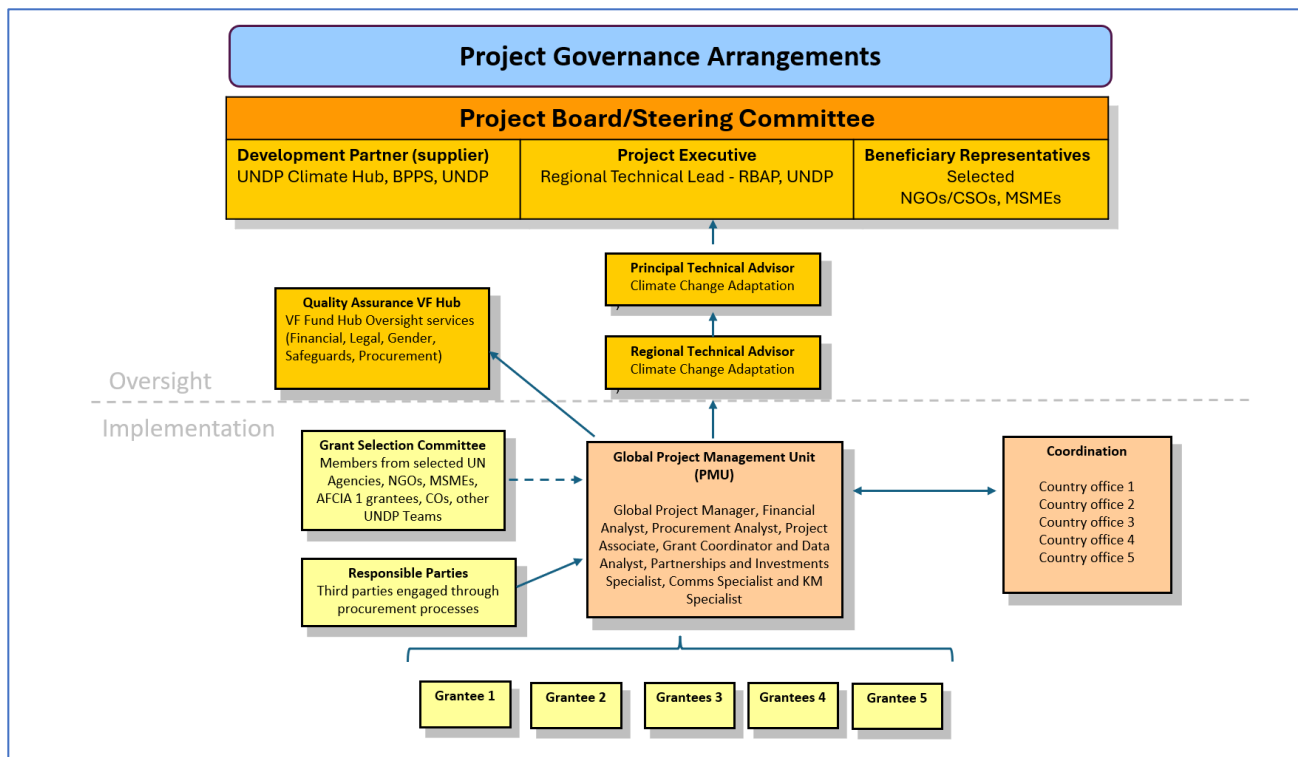 Project Governance Arrangements
Project Board/Steering Committee
Development Partner (supplier)
UNDP Climate Hub, BPPS, UNDP
Project Executive
Regional Technical Lead - RBAP, UNDP
Beneficiary Representatives
Selected
NGOs/CSOs, MSMEs
Principal Technical Advisor
Climate Change Adaptation
Quality Assurance VF Hub
VF Fund Hub Oversight services
(Financial, Legal, Gender,
Safeguards, Procurement)
Regional Technical Advisor
Climate Change Adaptation
Oversight
Implementation
Grant Selection Committee
Members from selected UN
Agencies, NGOs, MSMEs,
AFCIA 1 grantees, COs, other
UNDP Teams
Global Project Management Unit
(PMU)
Global Project Manager, Financial
Analyst, Procurement Analyst, Project
Associate, Grant Coordinator and Data
Analyst, Partnerships and Investments
Specialist, Comms Specialist and KM
Specialist
Coordination
Country office 1
Country office 2
Country office 3
Country office 4
Country office 5
Responsible Parties
Third parties engaged through
procurement processes
Grantee 1
Grantee 2
Grantees 3
Grantees 4
Grantee 5